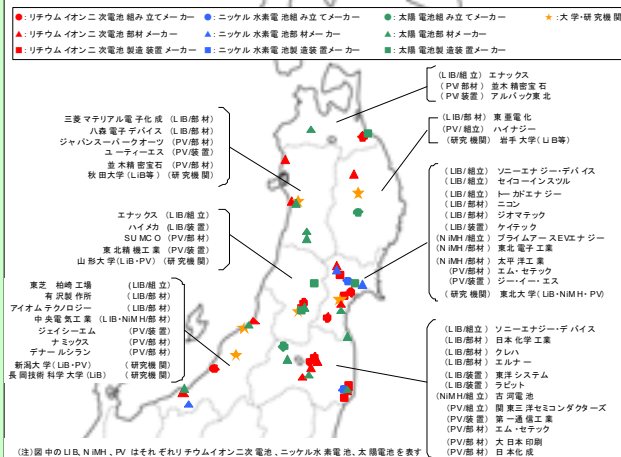 ●：リチウムイオン二次電池組み立てメーカー ●：ニッケル水素電池組み立てメーカー ●：太陽電池組み立てメーカー ★：大学・研究機関
▲：リチウムイオン二次電池部材メーカー ▲：ニッケル水素電池部材メーカー ▲：太陽電池部材メーカー
■：リチウムイオン二次電池製造装置メーカー ■：ニッケル水素電池製造装置メーカー ■：太陽電池製造装置メーカー
(LIB/組立) エナックス
(PV/部材) 並木精密宝石
(PV/装置) アルバック東北
三菱マテリアル電子化成 (LIB/部材)
八森電子デバイス (LIB/部材)
ジャパンスーパークオーツ (PV/部材)
ユーティーエス (PV/装置)
並木精密宝石 (PV/部材)
秋田大学(LiB等) (研究機関)
(LIB/部材) 東亜電化
(PV/組立) ハイナジー
(研究機関) 岩手大学(LiB等)
(LIB/組立) ソニーエナジー・デバイス
(LIB/組立) セイコーインスツル
(LIB/組立) トーカドエナジー
(LIB/部材) ニコン
(LIB/部材) ジオマテック
(LIB/装置) ケイテック
(NiMH/組立) プライムアースEVエナジー
(NiMH/部材) 東北電子工業
(NiMH/部材) 太平洋工業
(PV/部材) エム・セテック
(PV/装置) ジー・イー・エス
(研究機関) 東北大学(LiB・NiMH・PV)
エナックス (LIB/組立)
ハイメカ (LIB/装置)
SUMCO (PV/部材)
東北精機工業 (PV/装置)
山形大学(LiB・PV) (研究機関)
東芝 柏崎工場 (LIB/組立)
有沢製作所 (LIB/部材)
アイオムテクノロジー (LIB/部材)
中央電気工業 (LIB・NiMH/部材)
ジェイシーエム (PV/装置)
ナミックス (PV/部材)
デナールシラン (PV/部材)
新潟大学(LiB・PV) (研究機関)
長岡技術科学大学(LiB) (研究機関)
(LIB/組立) ソニーエナジー・デバイス
(LIB/部材) 日本化学工業
(LIB/部材) クレハ
(LIB/部材) エルナー
(LIB/装置) 東洋システム
(LIB/装置) ラビット
(NiMH/組立) 古河電池
(PV/組立) 関東三洋セミコンダクターズ
(PV/装置) 第一通信工業
(PV/部材) エム・セテック
(PV/部材) 大日本印刷
(PV/部材) 日本化成
(注)図中のLIB、NiMH、PVはそれぞれリチウムイオン二次電池、ニッケル水素電池、太陽電池を表す